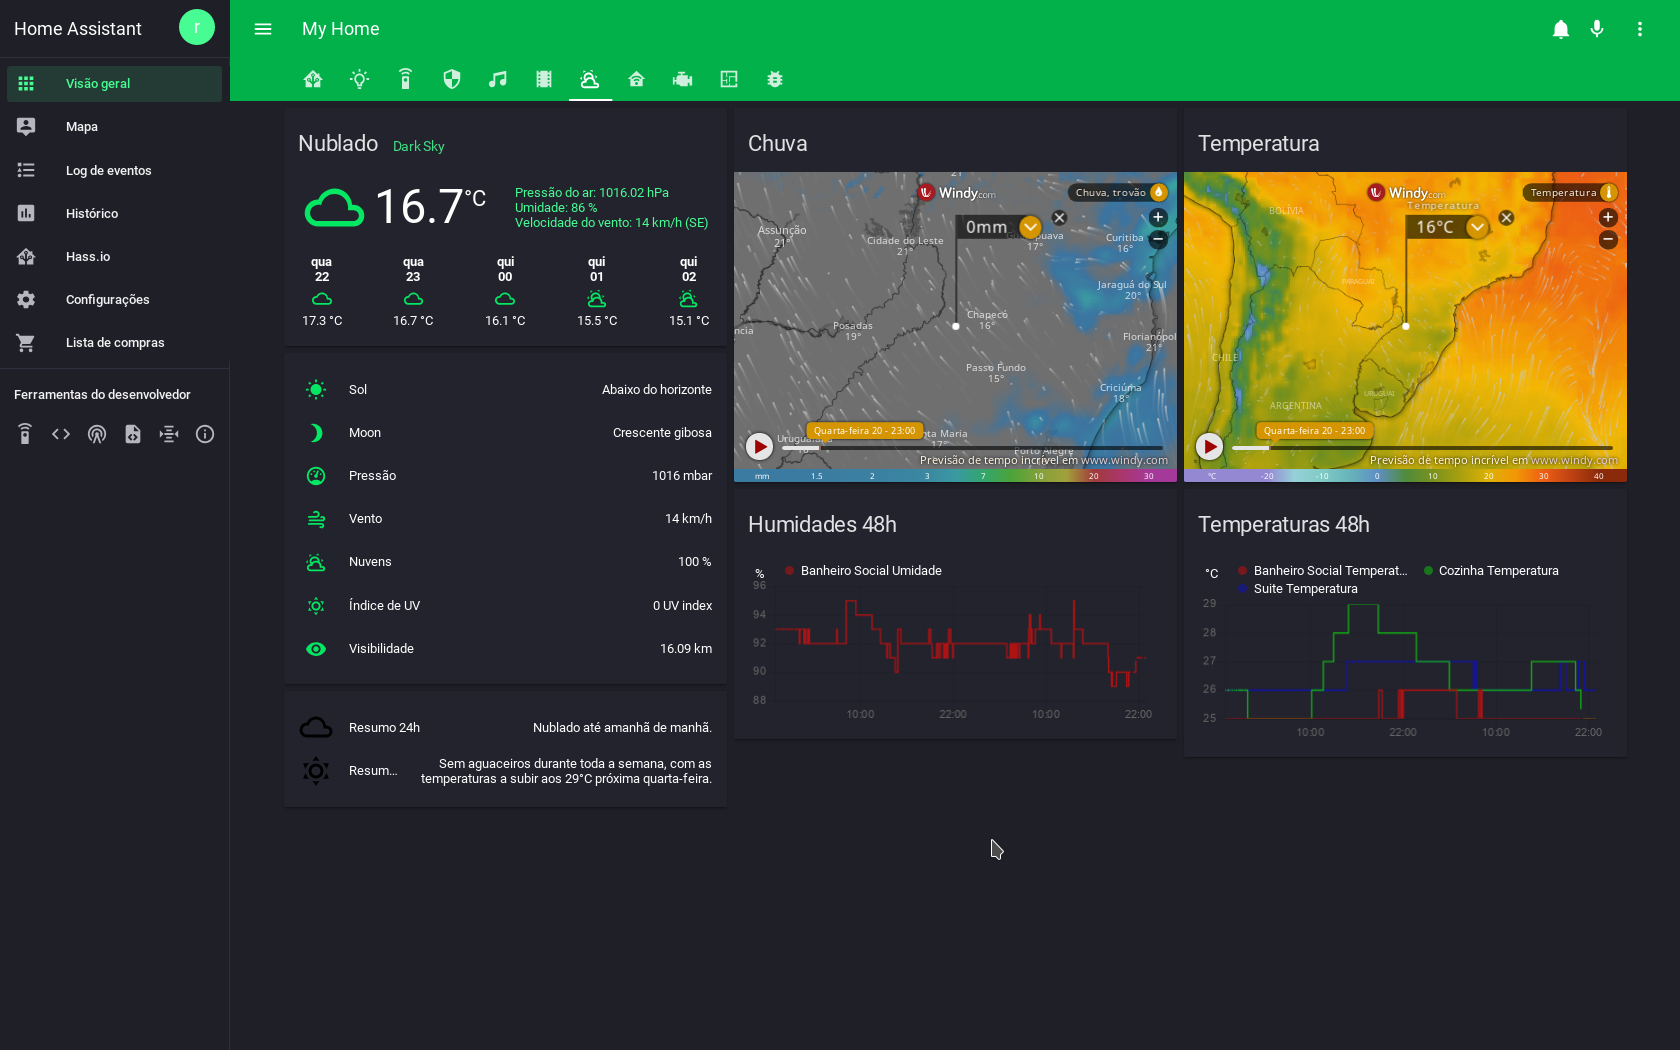 Home Assistant
r
Visão geral
Mapa
Log de eventos
Histórico
Hass.io
Configurações
Lista de compras
Ferramentas do desenvolvedor
My Home
Nublado Dark Sky
16.7°C
Pressão do ar: 1016.02 hPa
Umidade: 86 %
Velocidade do vento: 14 km/h (SE)
qua qua qui qui qui
22 23 00 01 02
17.3 °C 16.7 °C 16.1 °C 15.5 °C 15.1 °C
Sol Abaixo do horizonte
Moon Crescente gibosa
Pressão 1016 mbar
Vento 14 km/h
Nuvens 100 %
Índice de UV 0 UV index
Visibilidade 16.09 km
Resumo 24h Nublado até amanhã de manhã.
Resum... Sem aguaceiros durante toda a semana, com as
temperaturas a subir aos 29°C próxima quarta-feira.
Chuva
21°
Windy.com
Chuva, trovão
0mm
+
−
Assunção
21°
Cidade do Leste
21°
17°
Curitiba
16°
Jaraguá do Sul
20°
Chapecó
16°
Posadas
19°
Florianópol
21°
Passo Fundo
15°
Criciúma
18°
Quarta-feira 20 - 23:00
nta Maria
17°
Porto Alegre
Previsão de tempo incrível em www.windy.com
mm 1.5 2 3 7 10 20 30
Humidades 48h
% Banheiro Social Umidade
96
94
92
90
88
10:00 22:00 10:00 22:00
Temperatura
Windy.com
Temperatura
Temperatura
16°C
+
−
BOLÍVIA
PARAGUAI
CHILE
URUGUAI
ARGENTINA
Quarta-feira 20 - 23:00
Previsão de tempo incrível em www.windy.com
°C -20 -10 0 10 20 30 40
Temperaturas 48h
°C Banheiro Social Temperat... Cozinha Temperatura
Suite Temperatura
29
28
27
26
25
10:00 22:00 10:00 22:00